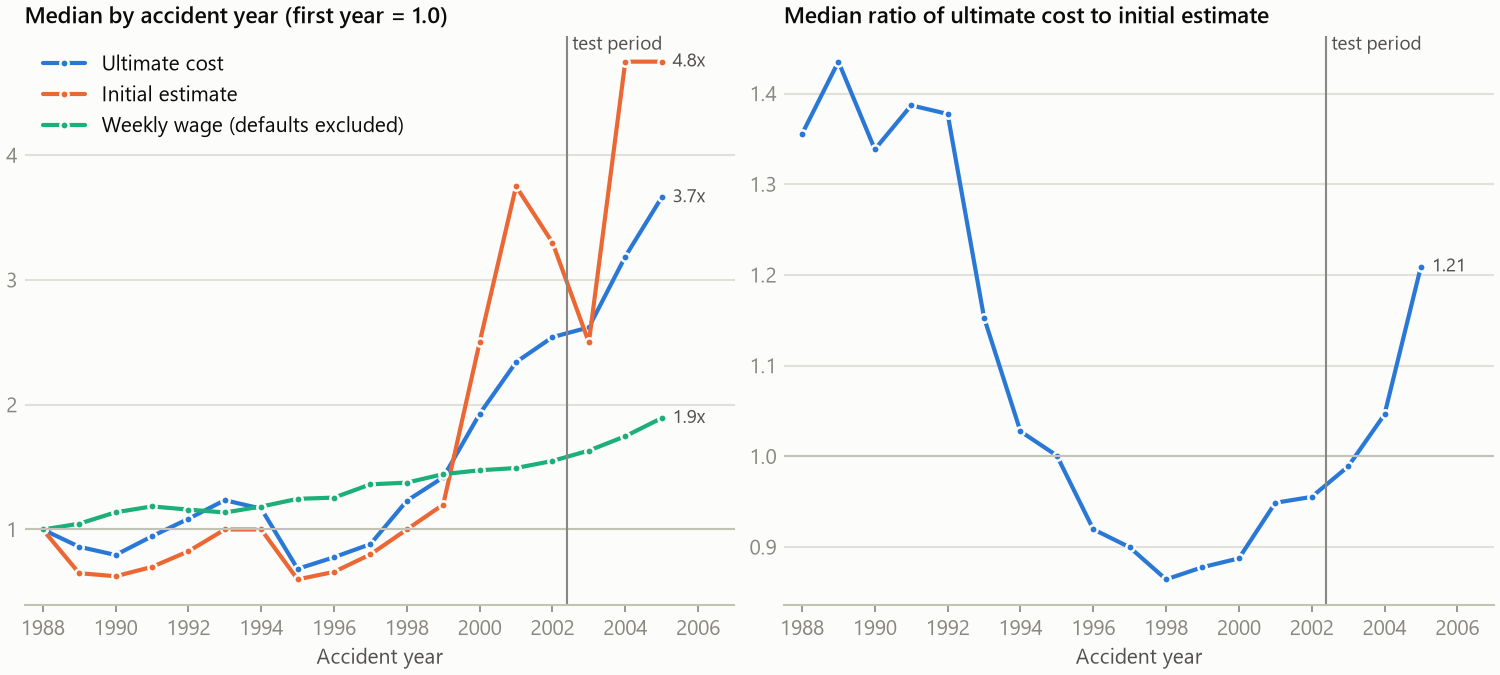 Median by accident year (first year = 1.0)
test period
Ultimate cost
Initial estimate
Weekly wage (defaults excluded)
4.8x
3.7x
1.9x
4
3
2
1
1988 1990 1992 1994 1996 1998 2000 2002 2004 2006
Accident year
Median ratio of ultimate cost to initial estimate
test period
1.4
1.3
1.2
1.1
1.0
0.9
1.21
1988 1990 1992 1994 1996 1998 2000 2002 2004 2006
Accident year